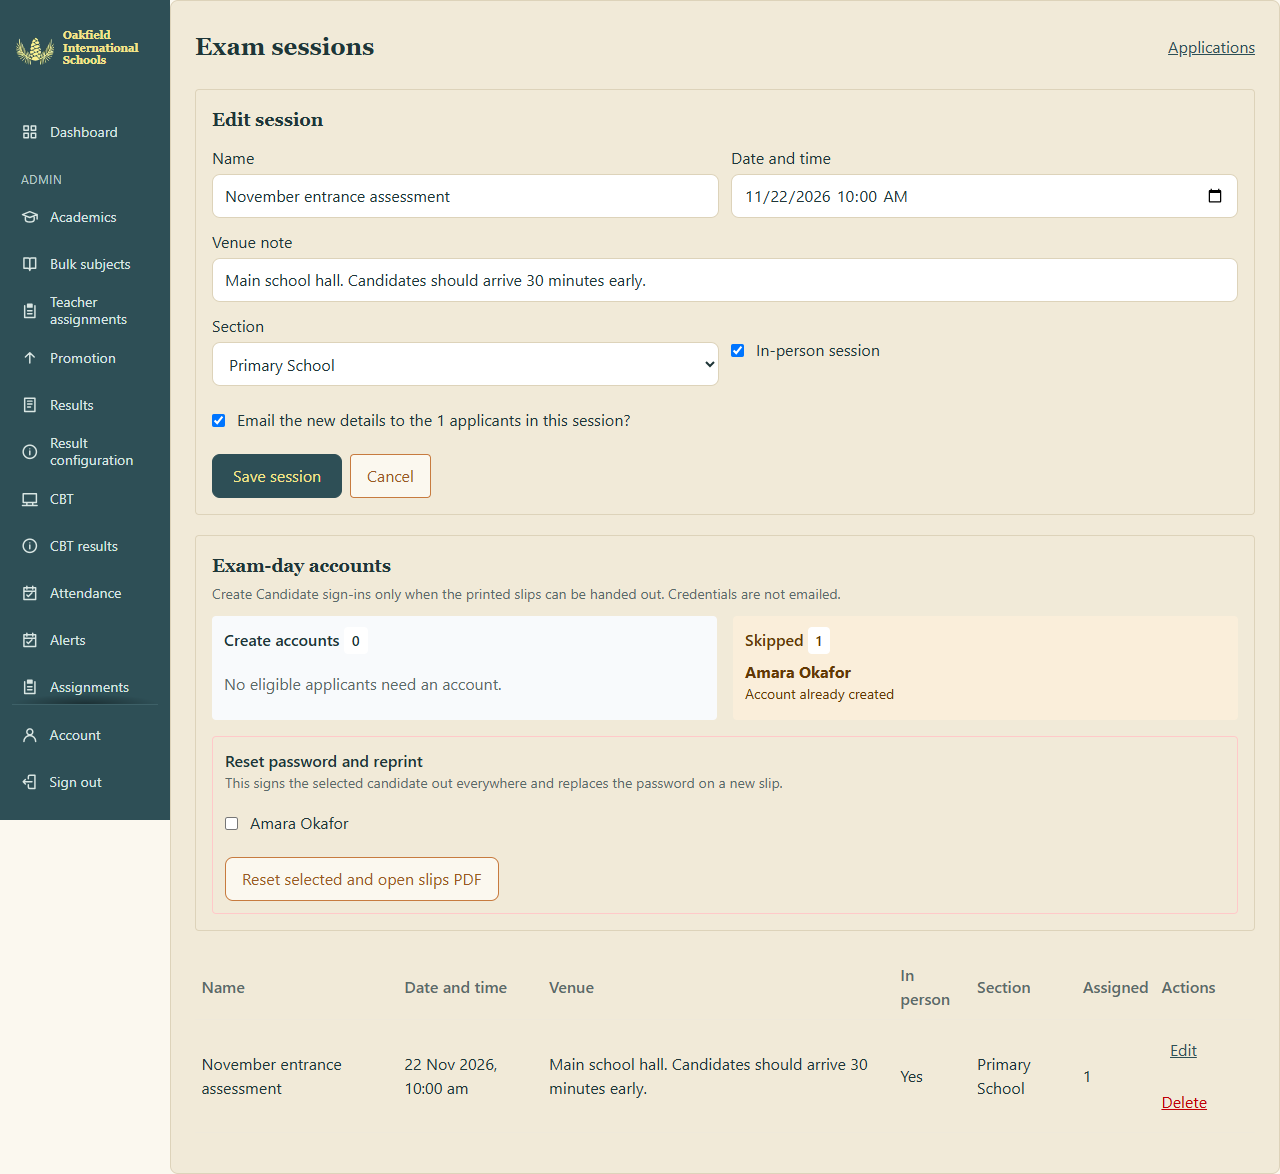 Oakfield
International
Schools
Dashboard
ADMIN
Academics
Bulk subjects
Teacher
assignments
Promotion
Results
Result
configuration
CBT
CBT results
Attendance
Alerts
Assignments
Account
Sign out
Exam sessions
Applications
Edit session
Name
Date and time
November entrance assessment
11/22/2026 10:00 AM
Venue note
Main school hall. Candidates should arrive 30 minutes early.
Section
Primary School
In-person session
Email the new details to the 1 applicants in this session?
Save session
Cancel
Exam-day accounts
Create Candidate sign-ins only when the printed slips can be handed out. Credentials are not emailed.
Create accounts 0
No eligible applicants need an account.
Skipped 1
Amara Okafor
Account already created
Reset password and reprint
This signs the selected candidate out everywhere and replaces the password on a new slip.
Amara Okafor
Reset selected and open slips PDF
Name
Date and time
Venue
In
person
Section
Assigned
Actions
November entrance
assessment
22 Nov 2026,
10:00 am
Main school hall. Candidates should arrive 30
minutes early.
Yes
Primary
School
1
Edit
Delete